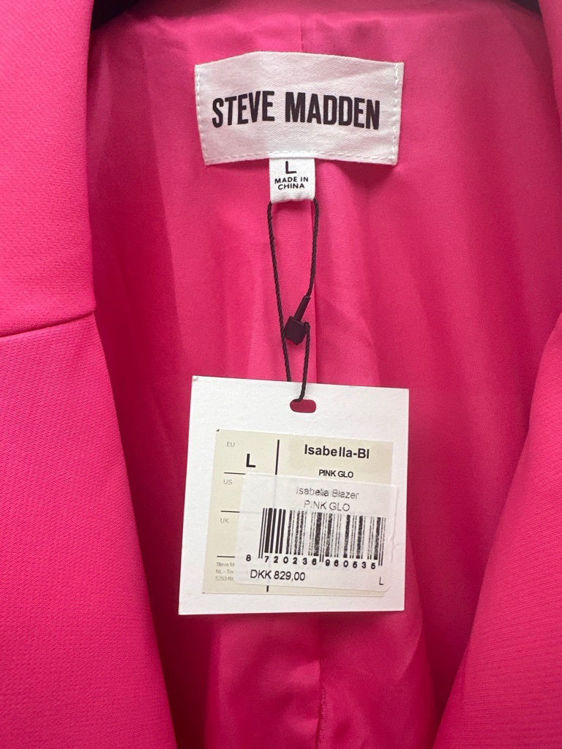 STEVE MADDEN
L
MADE IN
CHINA
EU
L
Isabella-Bl
US
PINK GLO
Isabella Blazer
PINK GLO
UK
8 720236 960535
DKK 829,00
L
Steve M